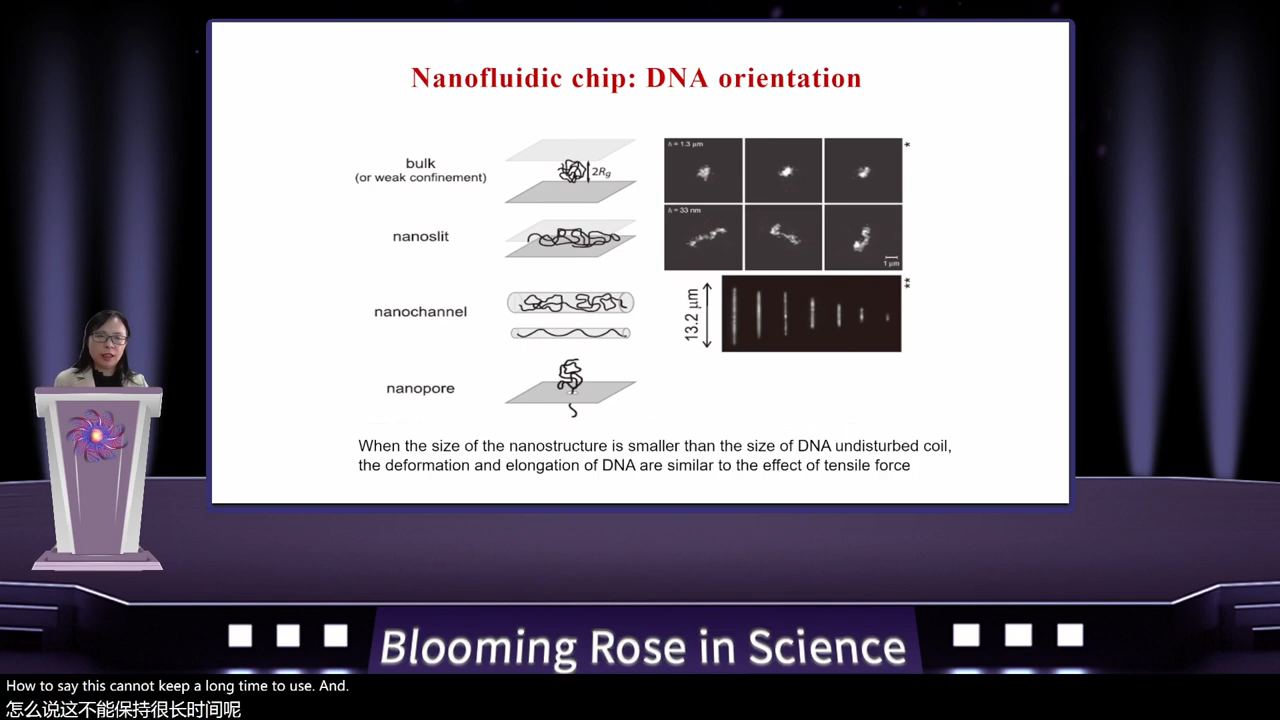 Nanofluidic chip: DNA orientation
bulk
(or weak confinement)
2Rg
nanoslit
nanochannel
nanopore
h = 1.3 μm
*
h = 33 nm
1 μm
13.2 μm
**
When the size of the nanostructure is smaller than the size of DNA undisturbed coil,
the deformation and elongation of DNA are similar to the effect of tensile force
Blooming Rose in Science
How to say this cannot keep a long time to use. And.
怎么说这不能保持很长时间呢